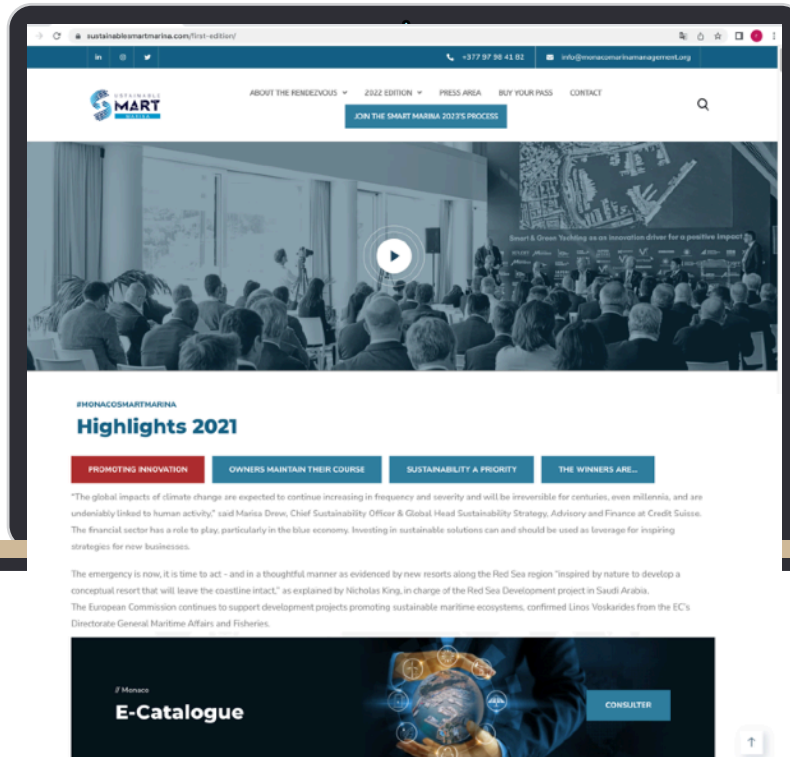 sustainablesmartmarina.com/first-edition/
in
+377 97 98 41 82
info@monacomarinamanagement.org
SUSTAINABLE
SMART
MARINA
ABOUT THE RENDEZVOUS
2022 EDITION
PRESS AREA
BUY YOUR PASS
CONTACT
JOIN THE SMART MARINA 2023'S PROCESS
Smart & Green Yachting as an innovation driver for a positive impact
#MONACOSMARTMARINA
Highlights 2021
PROMOTING INNOVATION
OWNERS MAINTAIN THEIR COURSE
SUSTAINABILITY A PRIORITY
THE WINNERS ARE...
"The global impacts of climate change are expected to continue increasing in frequency and severity and will be irreversible for centuries, even millennia, and are
undeniably linked to human activity," said Marisa Drew, Chief Sustainability Officer & Global Head Sustainability Strategy, Advisory and Finance at Credit Suisse.
The financial sector has a role to play, particularly in the blue economy. Investing in sustainable solutions can and should be used as leverage for inspiring
strategies for new businesses.
The emergency is now, it is time to act - and in a thoughtful manner as evidenced by new resorts along the Red Sea region "inspired by nature to develop a
conceptual resort that will leave the coastline intact," as explained by Nicholas King, in charge of the Red Sea Development project in Saudi Arabia.
The European Commission continues to support development projects promoting sustainable maritime ecosystems, confirmed Linos Voskarides from the EC's
Directorate General Maritime Affairs and Fisheries.
// Monaco
E-Catalogue
CONSULTER